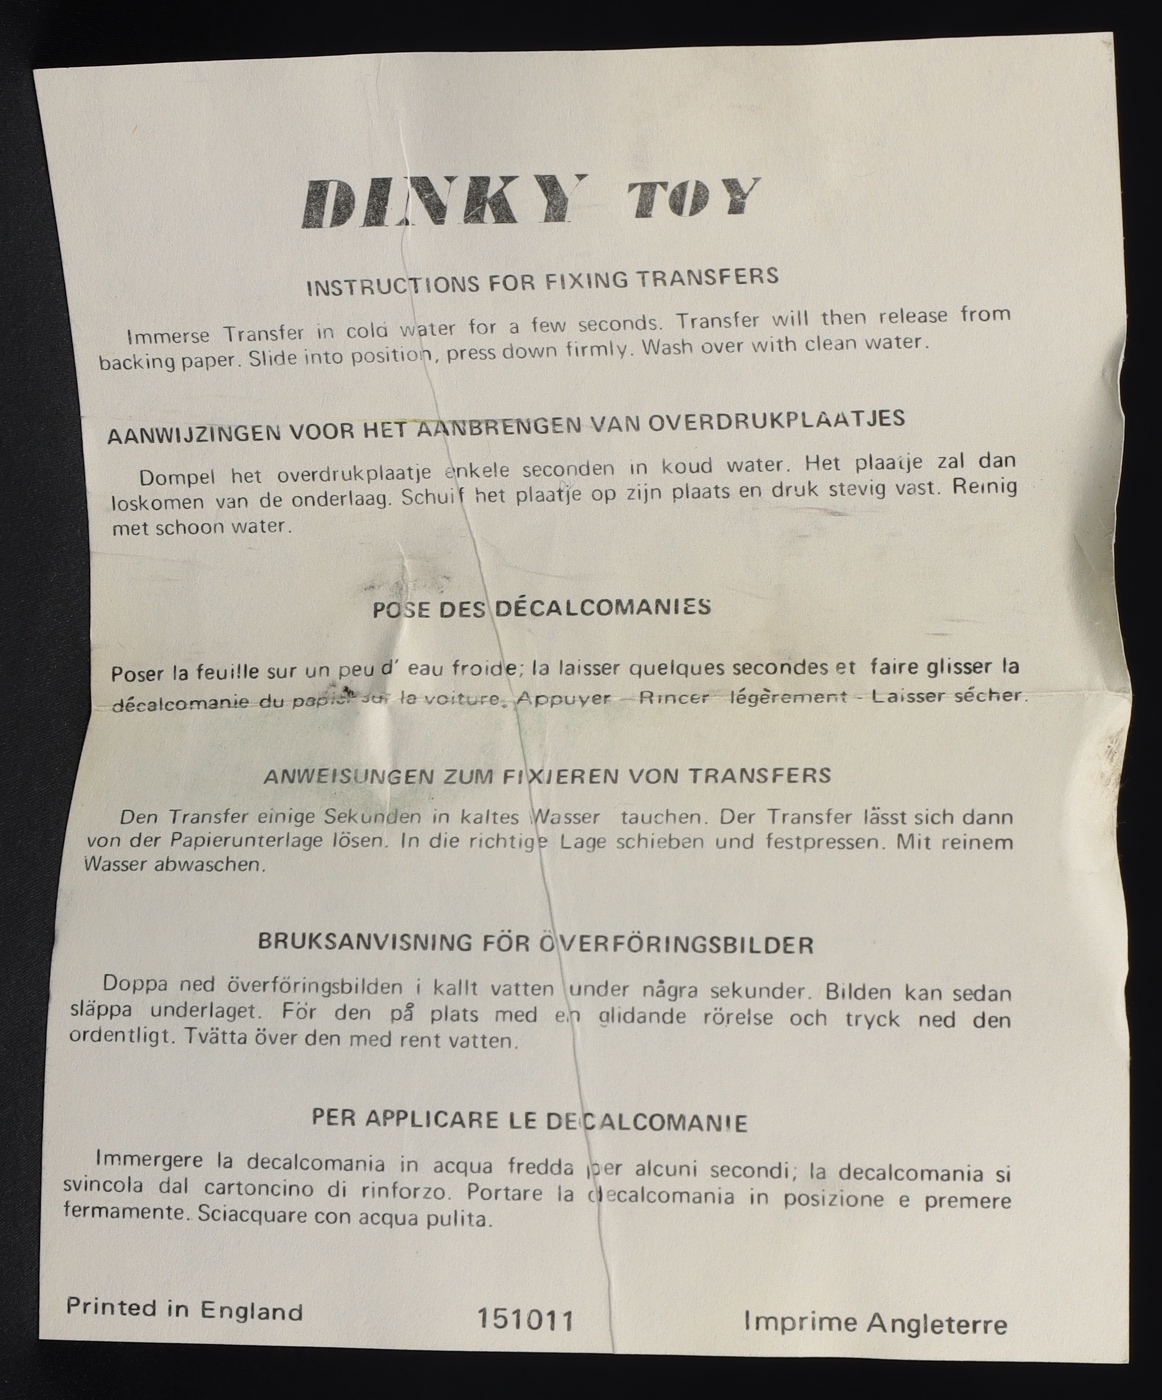 DINKY TOY
INSTRUCTIONS FOR FIXING TRANSFERS
Immerse Transfer in cold water for a few seconds. Transfer will then release from
backing paper. Slide into position, press down firmly. Wash over with clean water.
AANWIJZINGEN VOOR HET AANBRENGEN VAN OVERDRUKPLAATJES
Dompel het overdrukplaatje enkele seconden in koud water. Het plaatje zal dan
loskomen van de onderlaag. Schuif het plaatje op zijn plaats en druk stevig vast. Reinig
met schoon water.
POSE DES DÉCALCOMANIES
Poser la feuille sur un peu d' eau froide; la laisser quelques secondes et faire glisser la
décalcomanie du papier sur la voiture. Appuyer - Rincer légèrement - Laisser sécher.
ANWEISUNGEN ZUM FIXIEREN VON TRANSFERS
Den Transfer einige Sekunden in kaltes Wasser tauchen. Der Transfer lässt sich dann
von der Papierunterlage lösen. In die richtige Lage schieben und festpressen. Mit reinem
Wasser abwaschen.
BRUKSANVISNING FÖR ÖVERFÖRINGSBILDER
Doppa ned överföringsbilden i kallt vatten under några sekunder. Bilden kan sedan
släppa underlaget. För den på plats med en glidande rörelse och tryck ned den
ordentligt. Tvätta över den med rent vatten.
PER APPLICARE LE DECALCOMANIE
Immergere la decalcomania in acqua fredda per alcuni secondi; la decalcomania si
svincola dal cartoncino di rinforzo. Portare la decalcomania in posizione e premere
fermamente. Sciacquare con acqua pulita.
Printed in England 151011 Imprime Angleterre